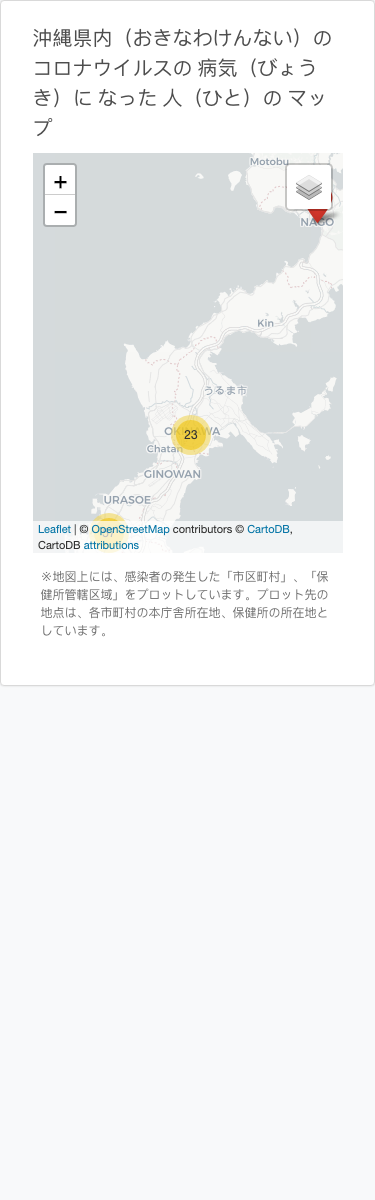 沖縄県内（おきなわけんない）の
コロナウイルスの 病気（びょう
き）に なった 人（ひと）の マッ
プ
Motobu
+
−
NAGO
Kin
うるま市
23
Chatan
GINOWAN
URASOE
Leaflet | © OpenStreetMap contributors © CartoDB,
CartoDB attributions
※地図上には、感染者の発生した「市区町村」、「保
健所管轄区域」をプロットしています。プロット先の
地点は、各市町村の本庁舎所在地、保健所の所在地と
しています。